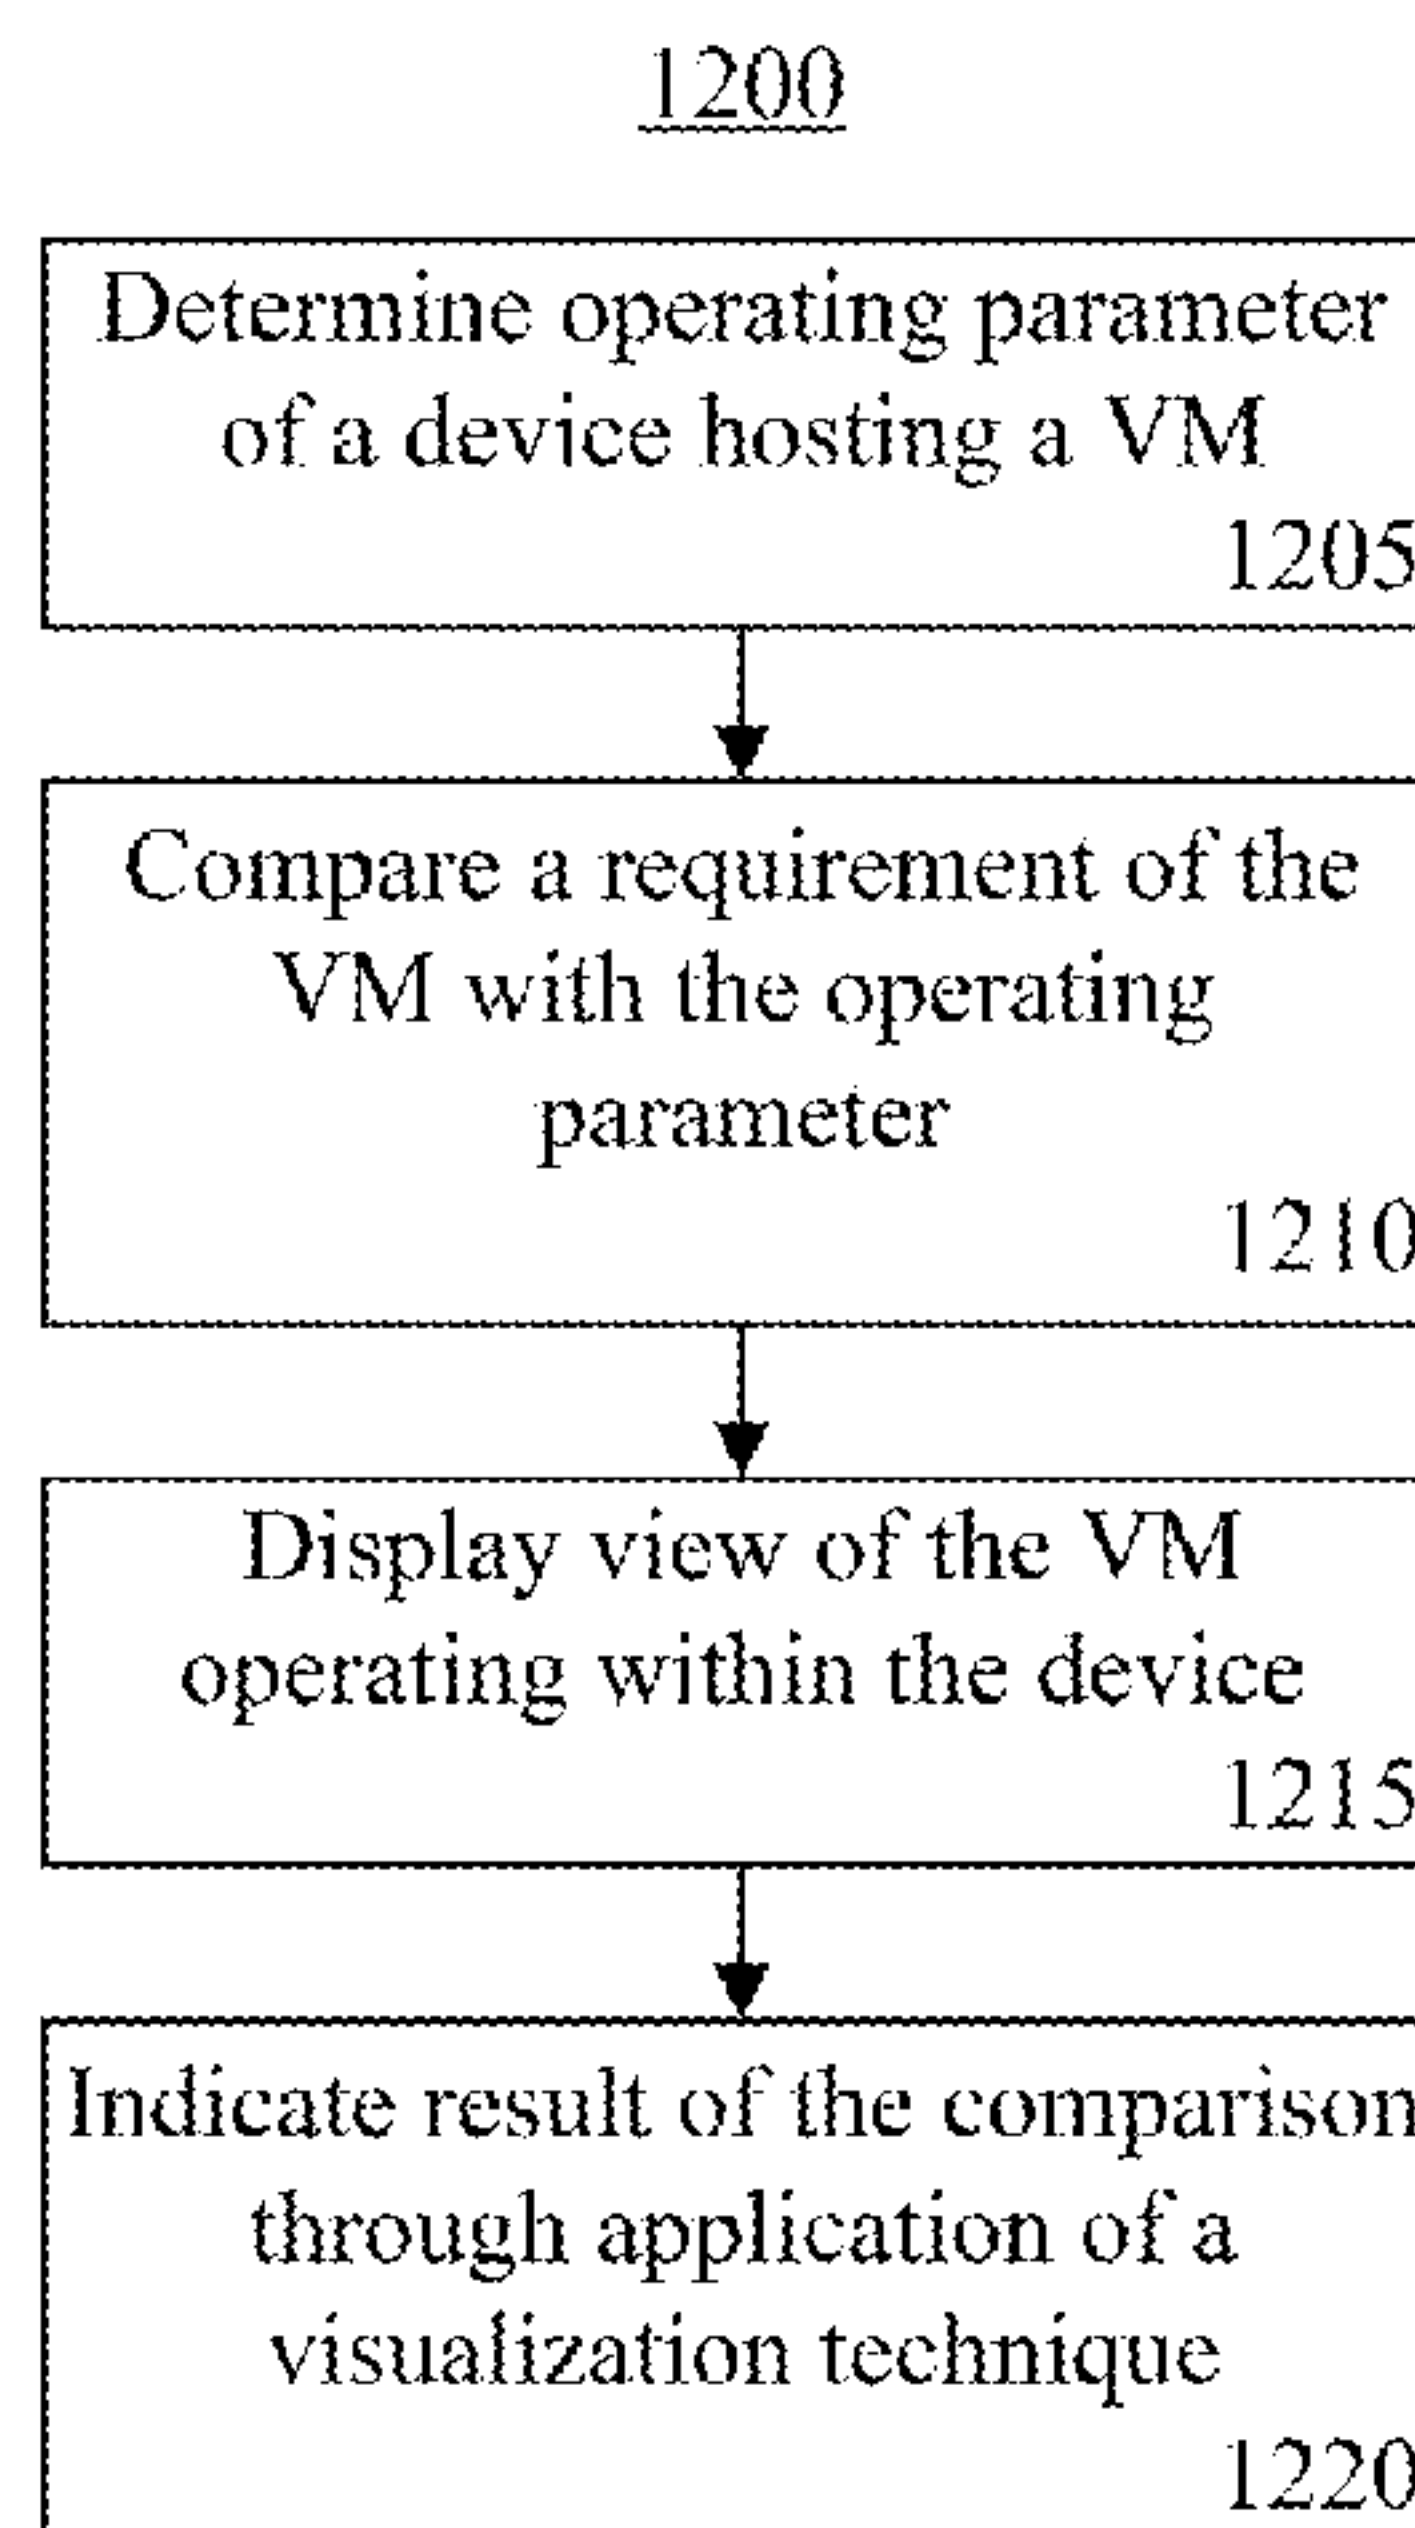 1200
Determine operating parameter
of a device hosting a VM
1205
Compare a requirement of the
VM with the operating
parameter
1210
Display view of the VM
operating within the device
1215
Indicate result of the comparison
through application of a
visualization technique
1220